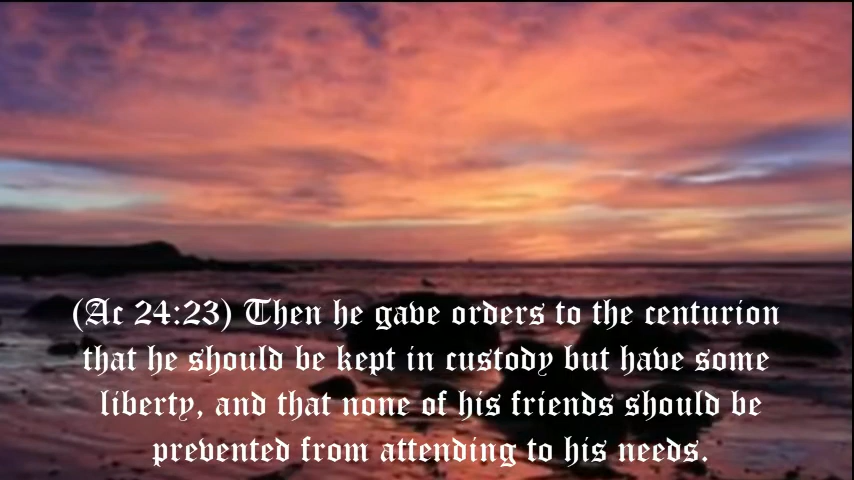 (Ac 24:23) Then he gave orders to the centurion
that he should be kept in custody but have some
liberty, and that none of his friends should be
prevented from attending to his needs.